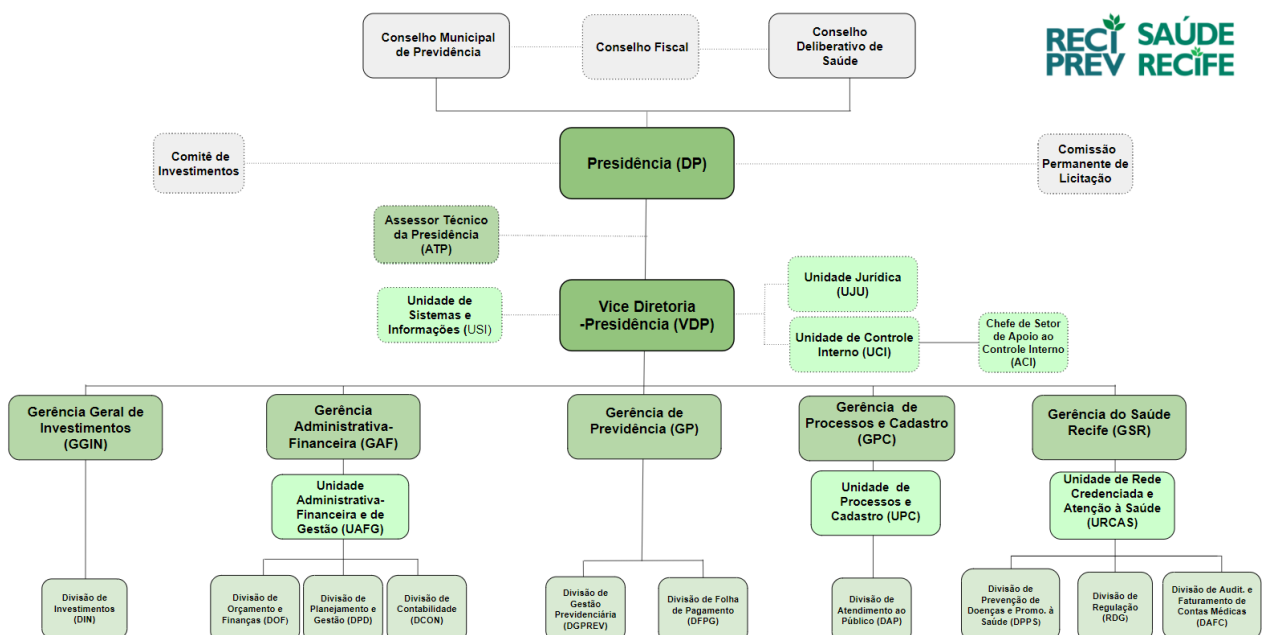 Conselho Municipal
de Previdência
Conselho Fiscal
Conselho
Deliberativo de
Saúde
RECI
PREV
SAÚDE
RECIFE
Comitê de
Investimentos
Presidência (DP)
Comissão
Permanente de
Licitação
Assessor Técnico
da Presidência
(ATP)
Unidade de
Sistemas e
Informações (USI)
Vice Diretoria
-Presidência (VDP)
Unidade Jurídica
(UJU)
Unidade de Controle
Interno (UCI)
Chefe de Setor
de Apoio ao
Controle Interno
(ACI)
Gerência Geral de
Investimentos
(GGIN)
Gerência
Administrativa-
Financeira (GAF)
Gerência de
Previdência (GP)
Gerência de
Processos e Cadastro
(GPC)
Gerência do Saúde
Recife (GSR)
Unidade
Administrativa-
Financeira e de
Gestão (UAFG)
Unidade de
Processos e
Cadastro (UPC)
Unidade de Rede
Credenciada e
Atenção à Saúde
(URCAS)
Divisão de
Investimentos
(DIN)
Divisão de
Orçamento e
Finanças (DOF)
Divisão de
Planejamento e
Gestão (DPD)
Divisão de
Contabilidade
(DCON)
Divisão de
Gestão
Previdenciária
(DGPREV)
Divisão de Folha
de Pagamento
(DFPG)
Divisão de
Atendimento ao
Público (DAP)
Divisão de
Prevenção de
Doenças e Promo. à
Saúde (DPPS)
Divisão de
Regulação
(RDG)
Divisão de Audit. e
Faturamento de
Contas Médicas
(DAFC)